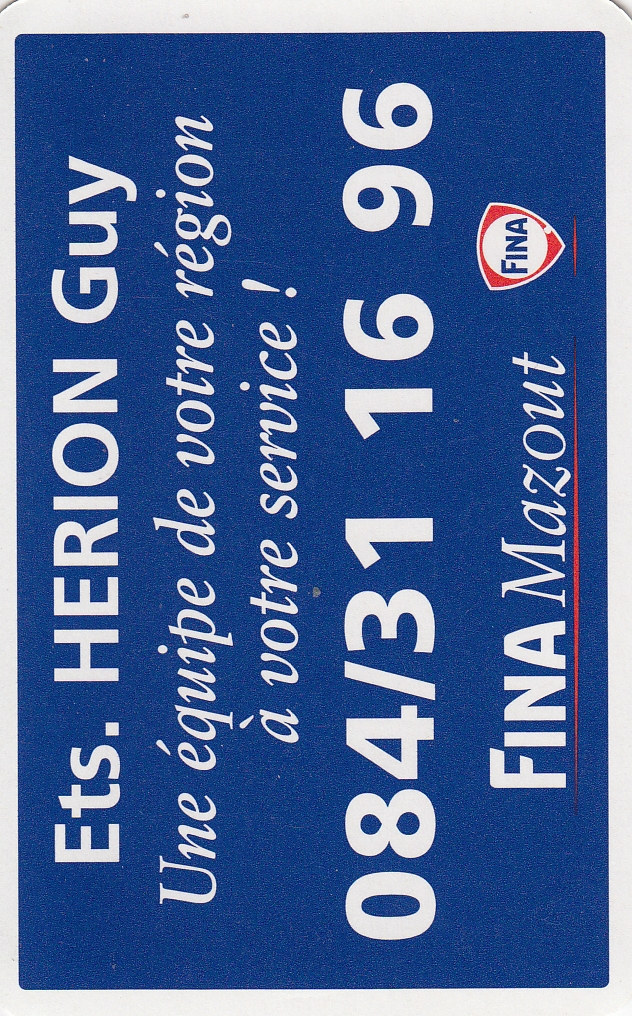 Ets. HERION Guy
Une équipe de votre région
à votre service !
084/31 16 96
FINA Mazout
FINA